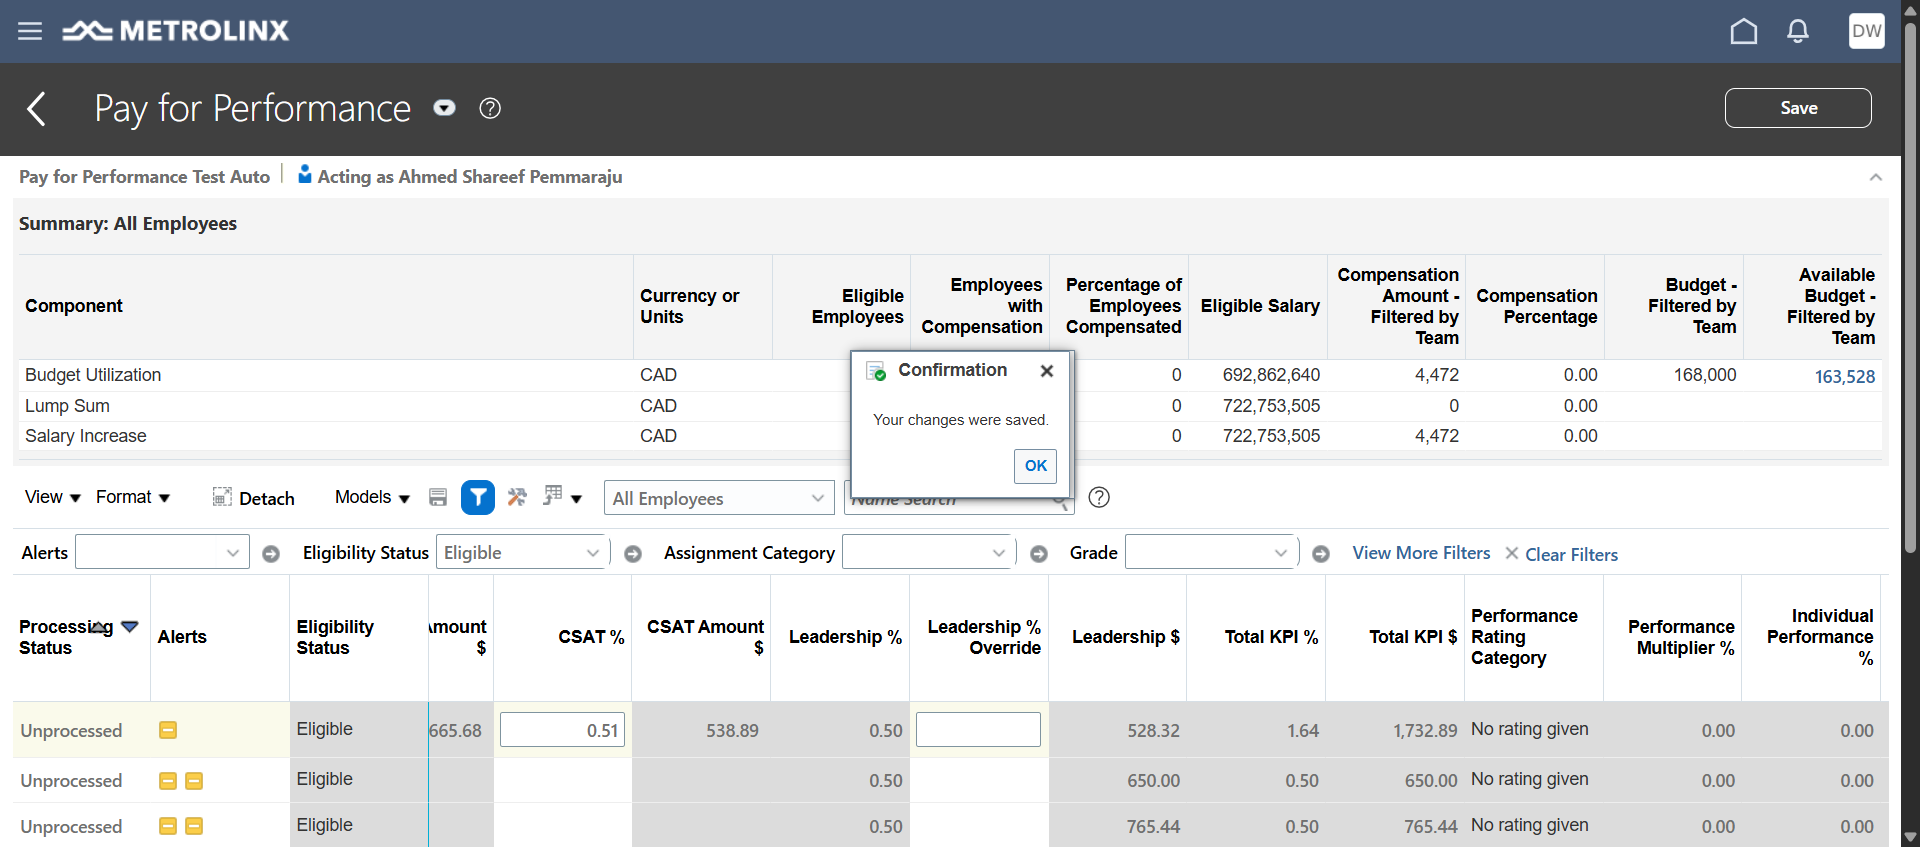 METROLINX
DW
Pay for Performance
Save
Pay for Performance Test Auto
Acting as Ahmed Shareef Pemmaraju
Summary: All Employees
Component
Currency or Units
Eligible Employees
Employees with Compensation
Percentage of Employees Compensated
Eligible Salary
Compensation Amount - Filtered by Team
Compensation Percentage
Budget - Filtered by Team
Available Budget - Filtered by Team
Budget Utilization CAD 0 692,862,640 4,472 0.00 168,000 163,528
Lump Sum CAD 0 722,753,505 0 0.00
Salary Increase CAD 0 722,753,505 4,472 0.00
Confirmation
Your changes were saved.
OK
View Format Detach Models All Employees Name Search
Alerts Eligibility Status Eligible Assignment Category Grade View More Filters Clear Filters
Processing Status
Alerts
Eligibility Status
Amount $
CSAT %
CSAT Amount $
Leadership %
Leadership % Override
Leadership $
Total KPI %
Total KPI $
Performance Rating Category
Performance Multiplier %
Individual Performance %
Unprocessed Eligible 665.68 0.51 538.89 0.50 528.32 1.64 1,732.89 No rating given 0.00 0.00
Unprocessed Eligible 0.50 650.00 0.50 650.00 No rating given 0.00 0.00
Unprocessed Eligible 0.50 765.44 0.50 765.44 No rating given 0.00 0.00